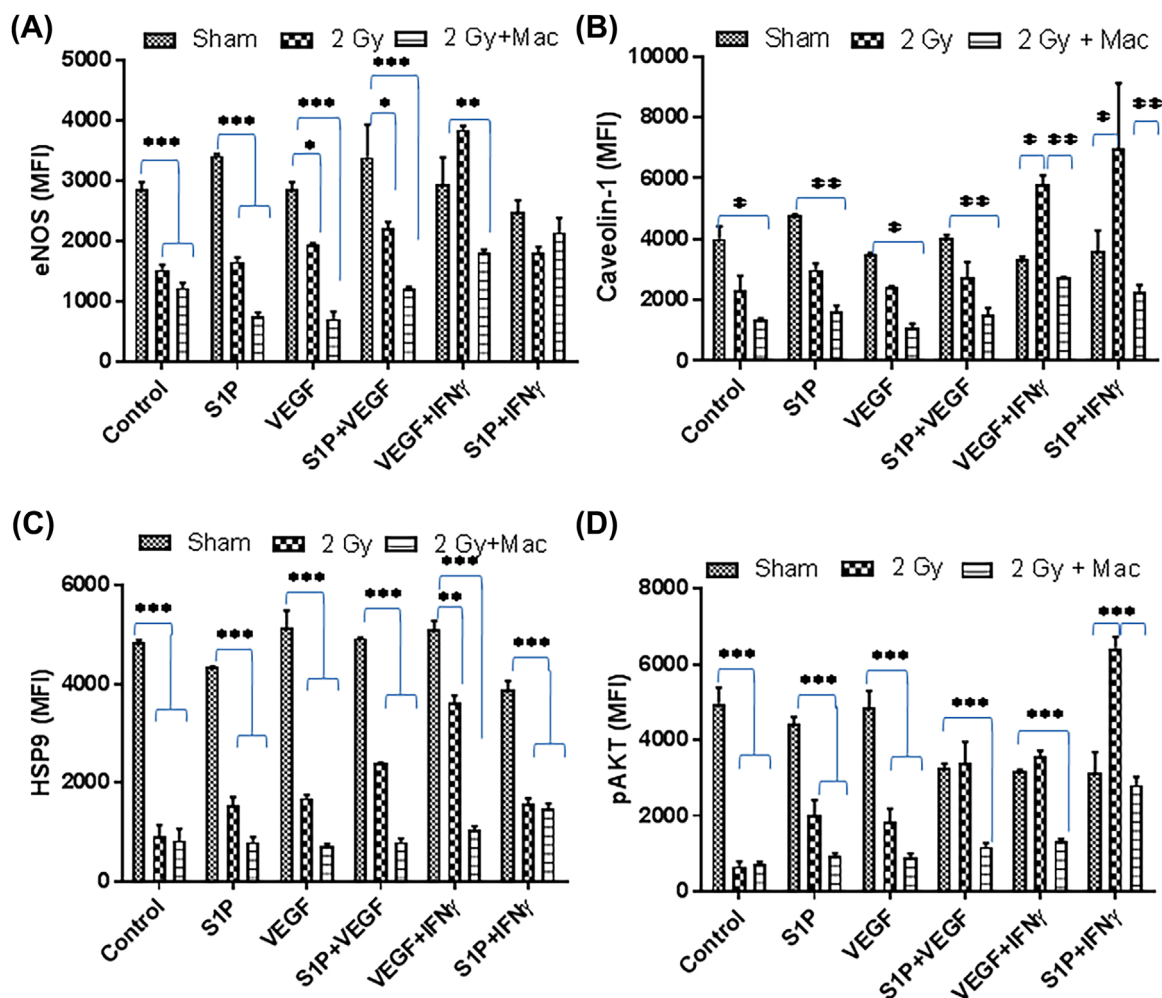 (A)
Sham 2 Gy 2 Gy+Mac
eNOS (MFI)
5000
4000
3000
2000
1000
0
*** *** *** * *** * **
Control S1P VEGF S1P+VEGF VEGF+IFNγ S1P+IFNγ
(B)
Sham 2 Gy 2 Gy + Mac
Caveolin-1 (MFI)
10000
8000
6000
4000
2000
0
* ** * ** * ** * **
Control S1P VEGF S1P+VEGF VEGF+IFNγ S1P+IFNγ
(C)
Sham 2 Gy 2 Gy+Mac
HSP9 (MFI)
6000
4000
2000
0
*** *** *** *** *** ** ***
Control S1P VEGF S1P+VEGF VEGF+IFNγ S1P+IFNγ
(D)
Sham 2 Gy 2 Gy + Mac
pAKT (MFI)
8000
6000
4000
2000
0
*** *** *** *** *** ***
Control S1P VEGF S1P+VEGF VEGF+IFNγ S1P+IFNγ